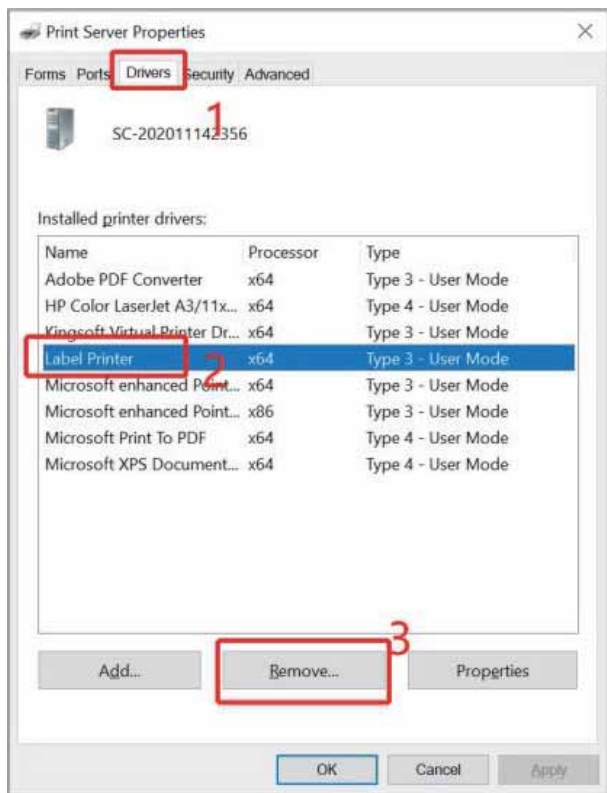 Print Server Properties
Forms Ports Drivers Security Advanced
1
SC-202011142356
Installed printer drivers:
Name Processor Type
Adobe PDF Converter x64 Type 3 - User Mode
HP Color LaserJet A3/11x... x64 Type 4 - User Mode
Kingsoft Virtual Printer Dr... x64 Type 3 - User Mode
Label Printer x64 Type 3 - User Mode
2
Microsoft enhanced Point... x64 Type 3 - User Mode
Microsoft enhanced Point... x86 Type 3 - User Mode
Microsoft Print To PDF x64 Type 4 - User Mode
Microsoft XPS Document... x64 Type 4 - User Mode
3
Add... Remove... Properties
OK Cancel Apply